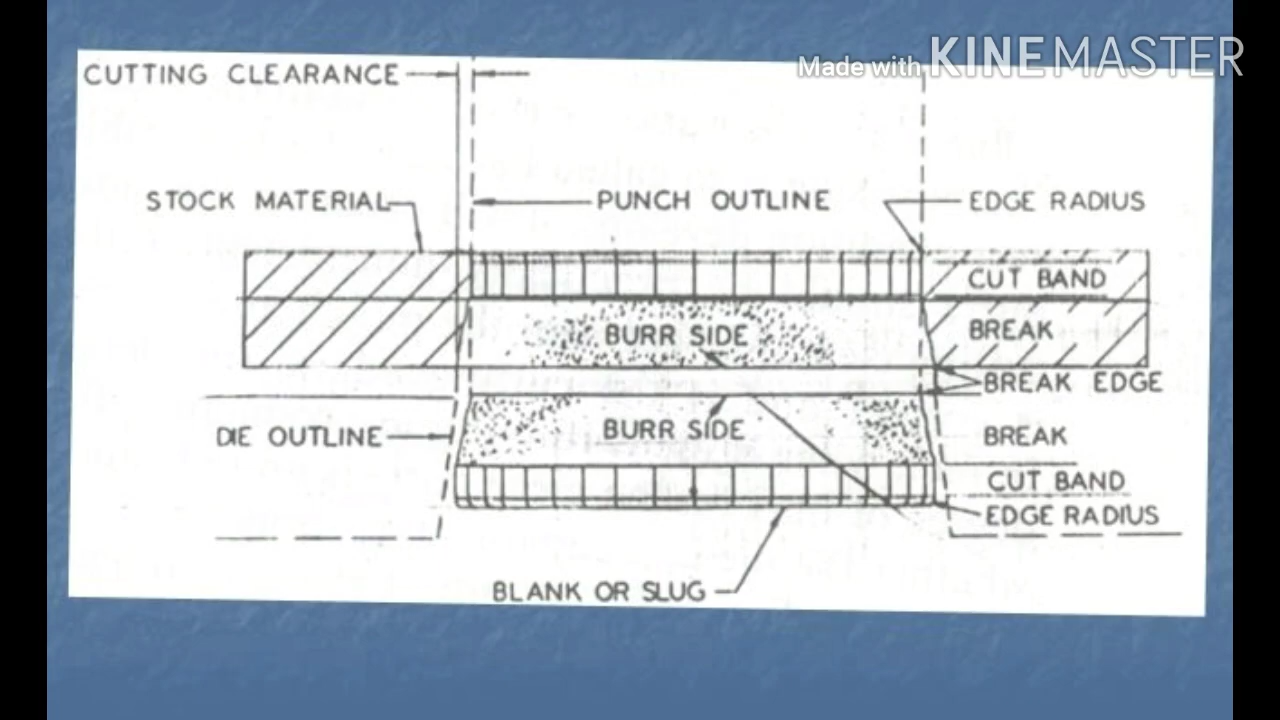 Made with KINEMASTER
CUTTING CLEARANCE
STOCK MATERIAL
PUNCH OUTLINE
EDGE RADIUS
CUT BAND
BURR SIDE
BREAK
BREAK EDGE
DIE OUTLINE
BURR SIDE
BREAK
CUT BAND
EDGE RADIUS
BLANK OR SLUG